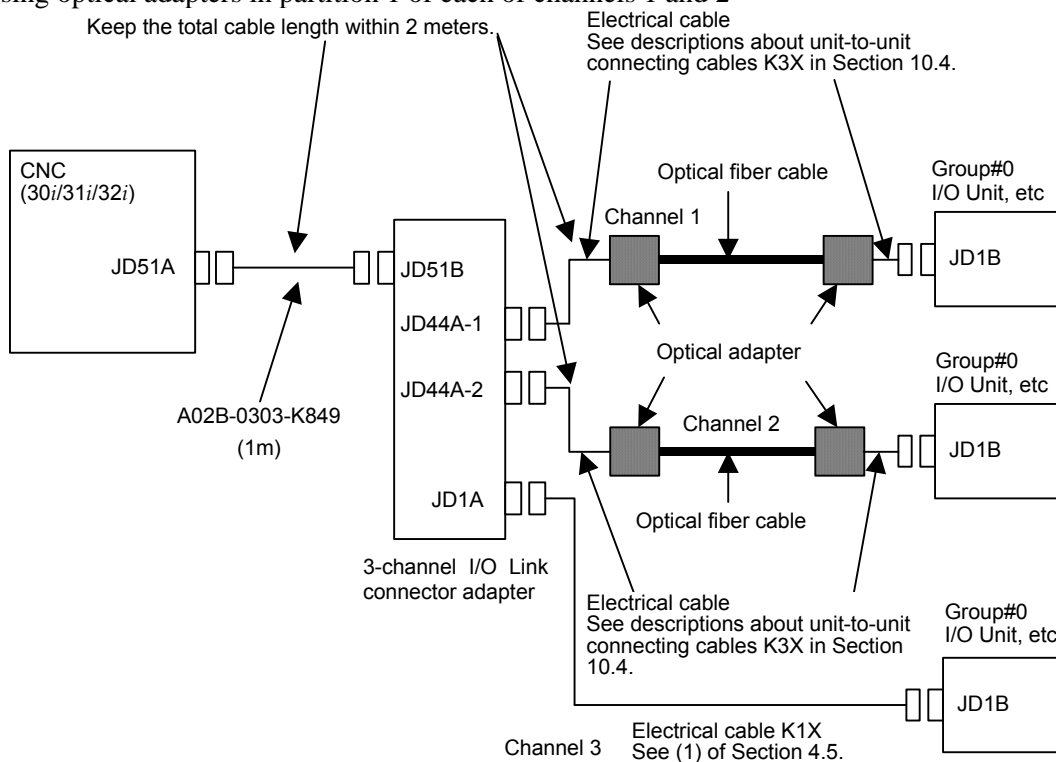 sing optical adapters in partition 1 of each of channels 1 and 2
Keep the total cable length within 2 meters.
Electrical cable
See descriptions about unit-to-unit
connecting cables K3X in Section 10.4.
CNC
(30i/31i/32i)
JD51A
A02B-0303-K849
(1m)
JD51B
JD44A-1
JD44A-2
JD1A
3-channel I/O Link
connector adapter
Optical fiber cable
Channel 1
Group#0
I/O Unit, etc
JD1B
Optical adapter
Group#0
I/O Unit, etc
JD1B
Channel 2
Optical fiber cable
Electrical cable
See descriptions about unit-to-unit
connecting cables K3X in Section
10.4.
Group#0
I/O Unit, etc
JD1B
Channel 3
Electrical cable K1X
See (1) of Section 4.5.